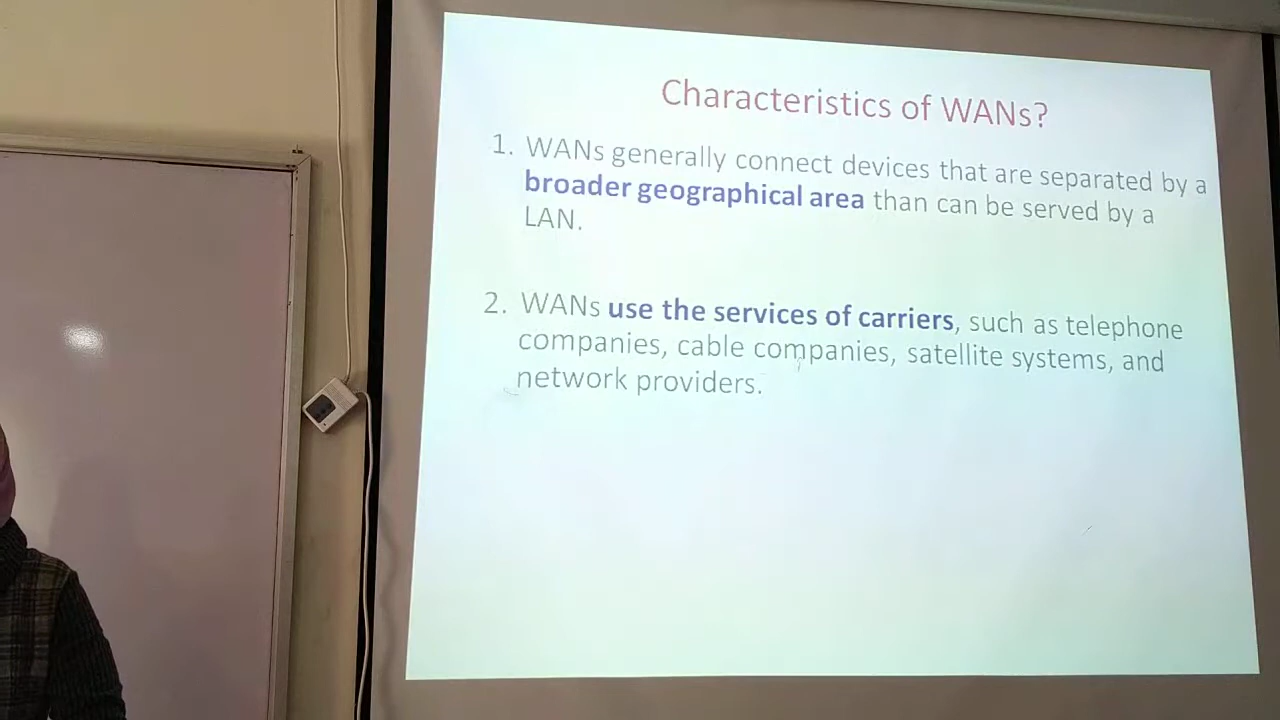 Characteristics of WANs?
1. WANs generally connect devices that are separated by a
broader geographical area than can be served by a
LAN.
2. WANs use the services of carriers, such as telephone
companies, cable companies, satellite systems, and
network providers.